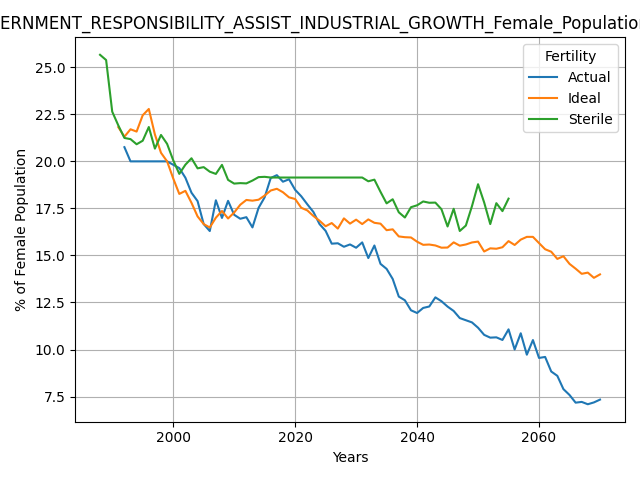 ERNMENT_RESPONSIBILITY_ASSIST_INDUSTRIAL_GROWTH_Female_Population
Fertility
Actual
Ideal
Sterile
25.0
22.5
20.0
17.5
15.0
12.5
10.0
7.5
% of Female Population
2000
2020
2040
2060
Years